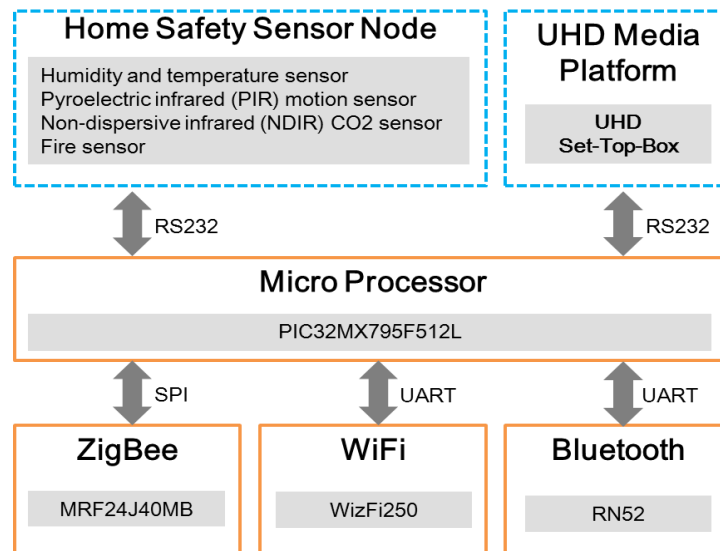 Home Safety Sensor Node
Humidity and temperature sensor
Pyroelectric infrared (PIR) motion sensor
Non-dispersive infrared (NDIR) CO2 sensor
Fire sensor
UHD Media
Platform
UHD
Set-Top-Box
RS232
RS232
Micro Processor
PIC32MX795F512L
SPI
UART
UART
ZigBee
MRF24J40MB
WiFi
WizFi250
Bluetooth
RN52